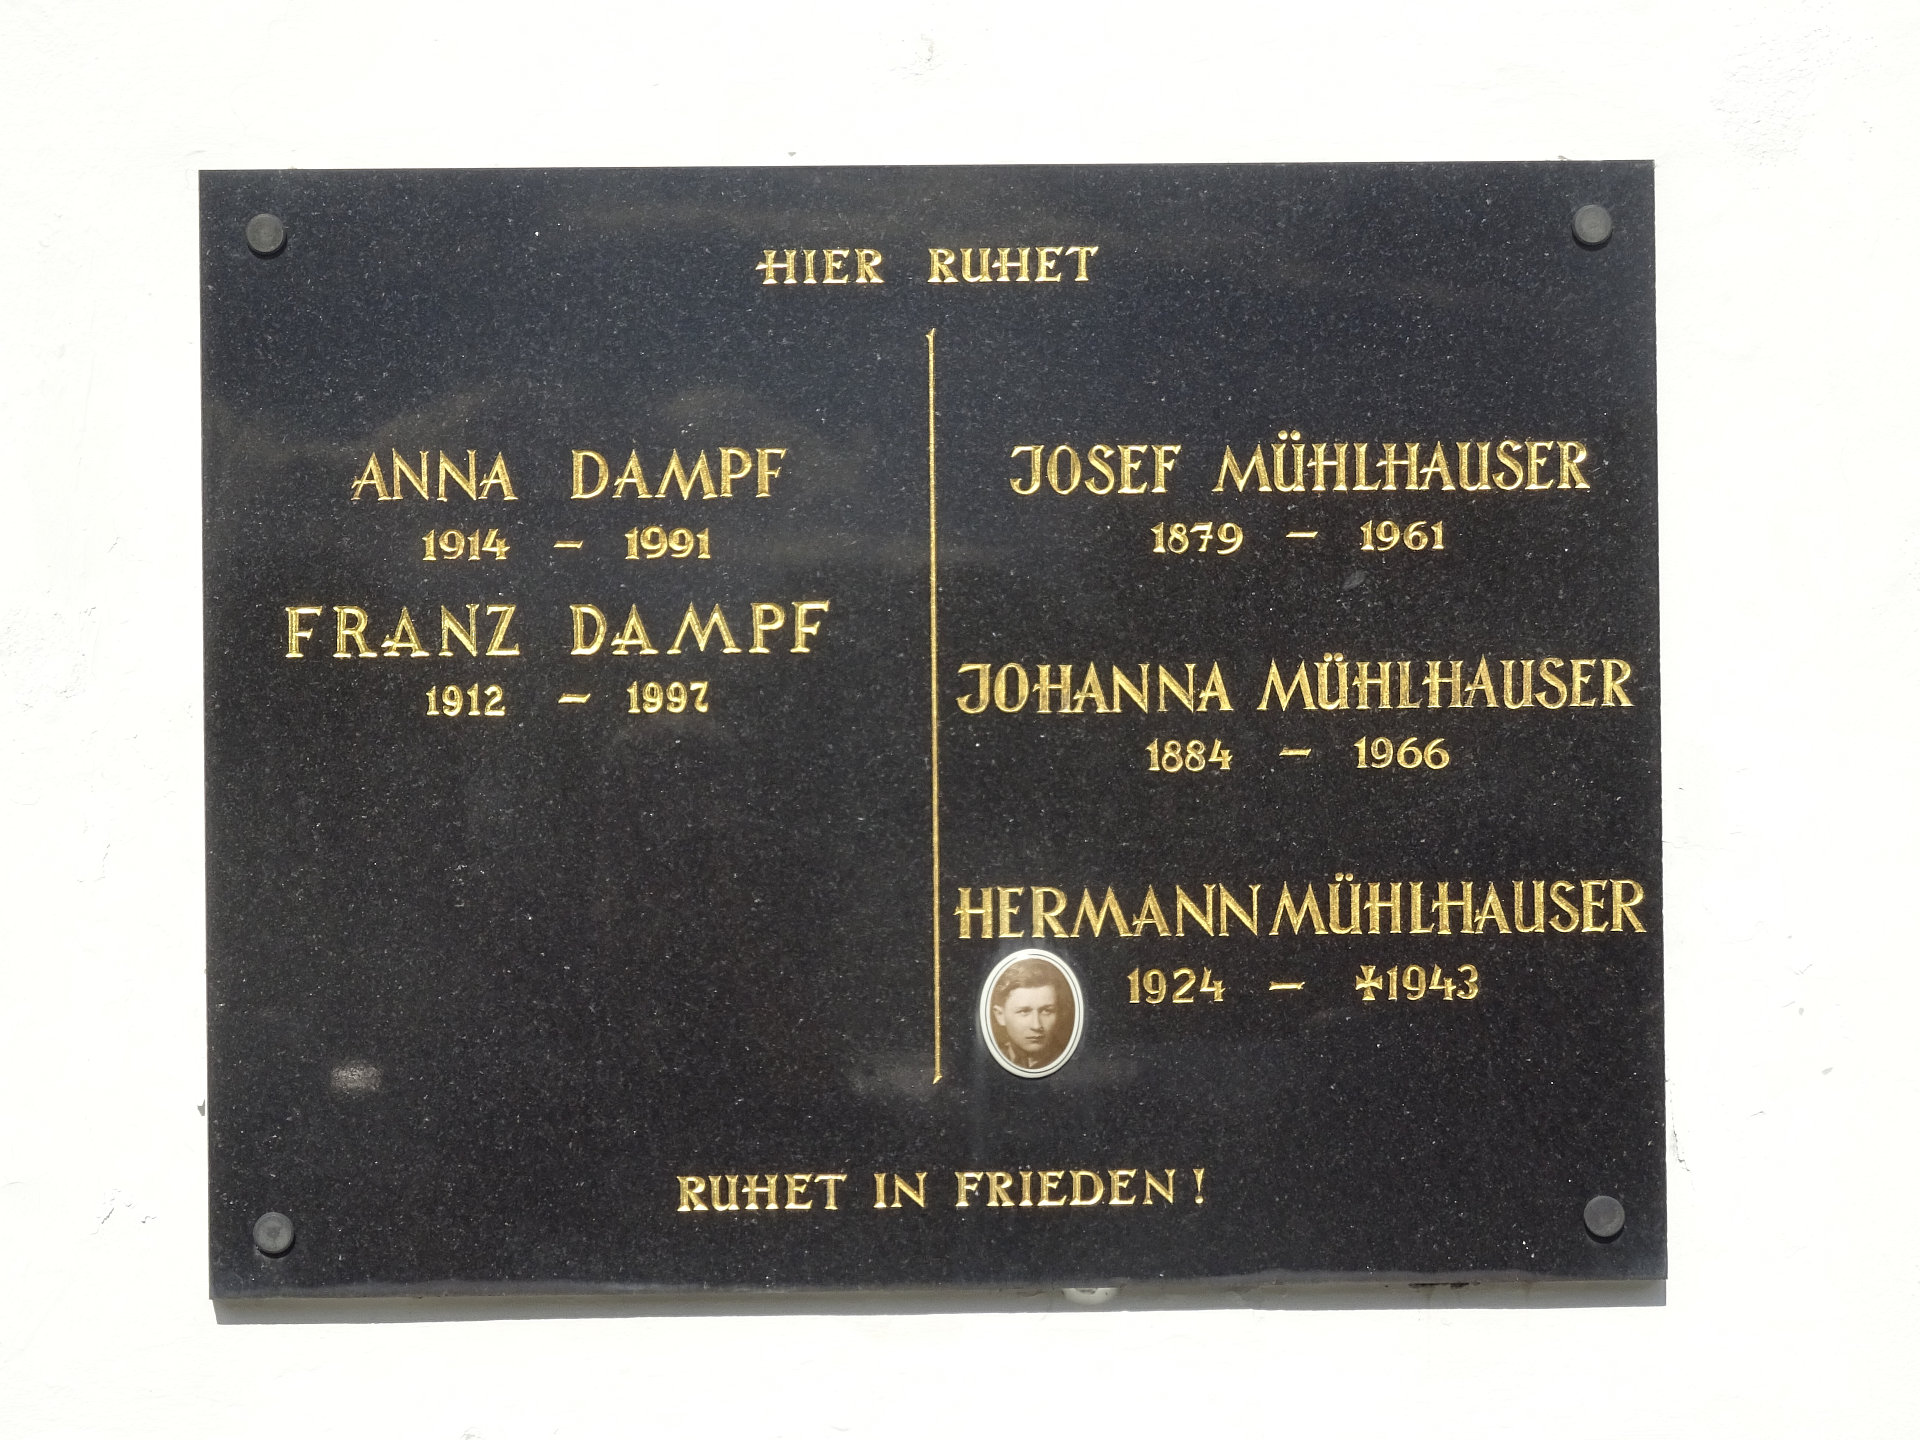 HIER RUHET
ANNA DAMPF
1914 – 1991
FRANZ DAMPF
1912 – 1997
JOSEF MÜHLHAUSER
1879 – 1961
JOHANNA MÜHLHAUSER
1884 – 1966
HERMANN MÜHLHAUSER
1924 – ✠1943
RUHET IN FRIEDEN!